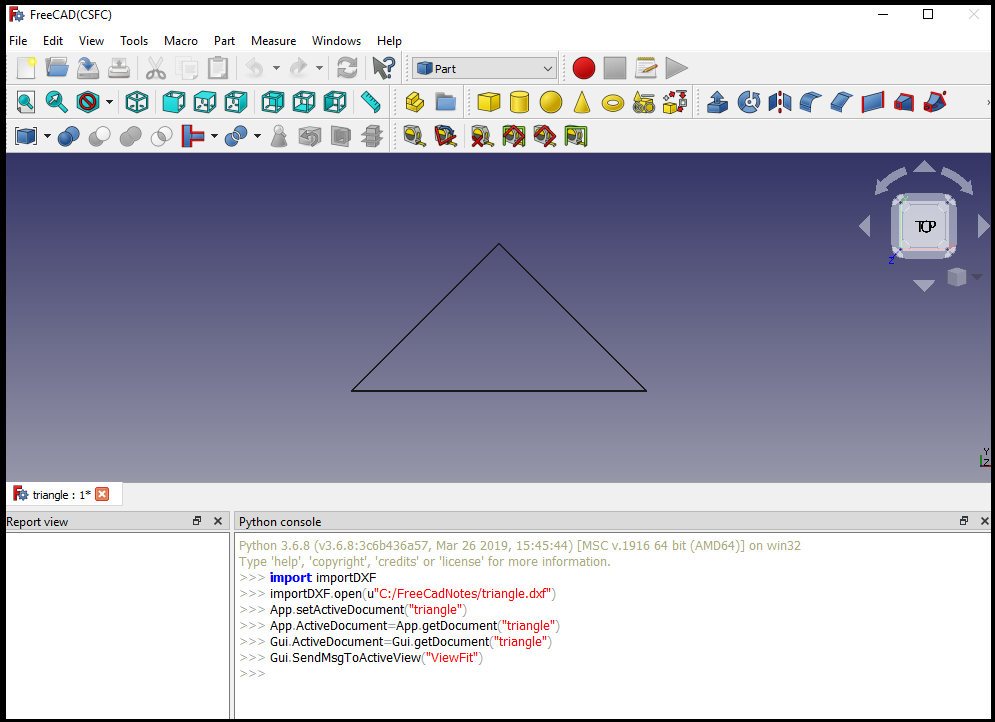 FreeCAD(CSFC)
File Edit View Tools Macro Part Measure Windows Help
Part
TOP
Z
Y
Z
triangle : 1*
Report view
Python console
Python 3.6.8 (v3.6.8:3c6b436a57, Mar 26 2019, 15:45:44) [MSC v.1916 64 bit (AMD64)] on win32
Type 'help', 'copyright', 'credits' or 'license' for more information.
>>> import importDXF
>>> importDXF.open(u"C:/FreeCadNotes/triangle.dxf")
>>> App.setActiveDocument("triangle")
>>> App.ActiveDocument=App.getDocument("triangle")
>>> Gui.ActiveDocument=Gui.getDocument("triangle")
>>> Gui.SendMsgToActiveView("ViewFit")
>>>